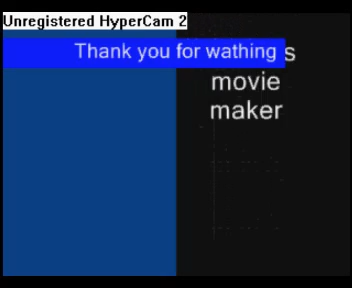 Unregistered HyperCam 2
Thank you for wathing
s
movie
maker